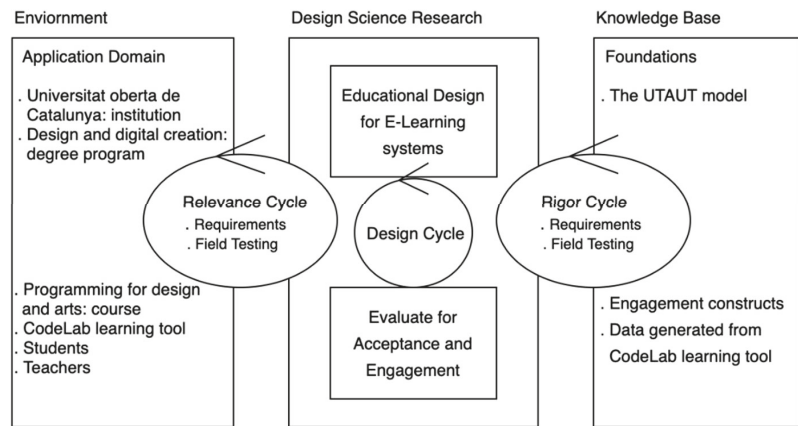 Enviornment
Design Science Research
Knowledge Base
Application Domain
. Universitat oberta de
Catalunya: institution
. Design and digital creation:
degree program
Relevance Cycle
. Requirements
. Field Testing
. Programming for design
and arts: course
. CodeLab learning tool
. Students
. Teachers
Educational Design
for E-Learning
systems
Design Cycle
Evaluate for
Acceptance and
Engagement
Foundations
. The UTAUT model
Rigor Cycle
. Requirements
. Field Testing
. Engagement constructs
. Data generated from
CodeLab learning tool